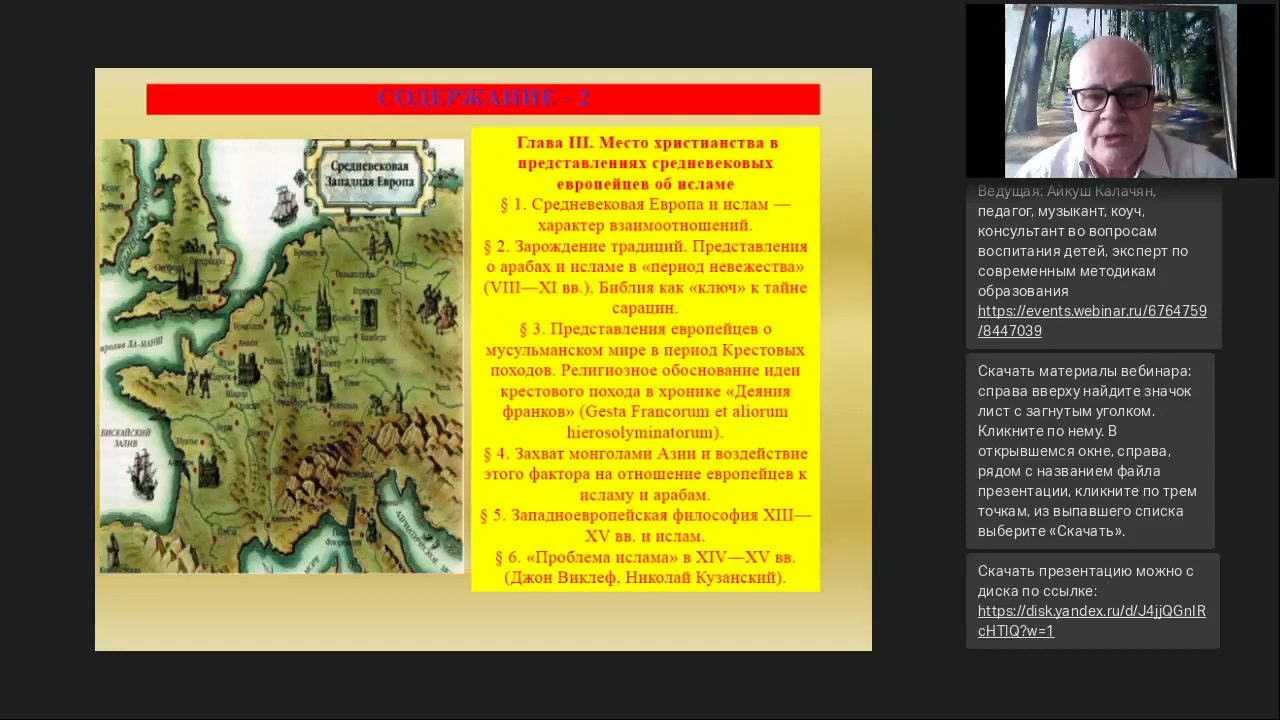 СОДЕРЖАНИЕ - 2
Средневековая
Западная Европа
БИСКАЙСКИЙ
ЗАЛИВ
Глава III. Место христианства в
представлениях средневековых
европейцев об исламе
§ 1. Средневековая Европа и ислам —
характер взаимоотношений.
§ 2. Зарождение традиций. Представления
о арабах и исламе в «период невежества»
(VIII—XI вв.). Библия как «ключ» к тайне
сарацин.
§ 3. Представления европейцев о
мусульманском мире в период Крестовых
походов. Религиозное обоснование идеи
крестового похода в хронике «Деяния
франков» (Gesta Francorum et aliorum
hierosolyminatorum).
§ 4. Захват монголами Азии и воздействие
этого фактора на отношение европейцев к
исламу и арабам.
§ 5. Западноевропейская философия XIII—
XV вв. и ислам.
§ 6. «Проблема ислама» в XIV—XV вв.
(Джон Виклеф, Николай Кузанский).
Ведущая: Айкуш Калачян,
педагог, музыкант, коуч,
консультант во вопросам
воспитания детей, эксперт по
современным методикам
образования
https://events.webinar.ru/6764759
/8447039
Скачать материалы вебинара:
справа вверху найдите значок
лист с загнутым уголком.
Кликните по нему. В
открывшемся окне, справа,
рядом с названием файла
презентации, кликните по трем
точкам, из выпавшего списка
выберите «Скачать».
Скачать презентацию можно с
диска по ссылке:
https://disk.yandex.ru/d/J4jjQGnIR
cHTlQ?w=1